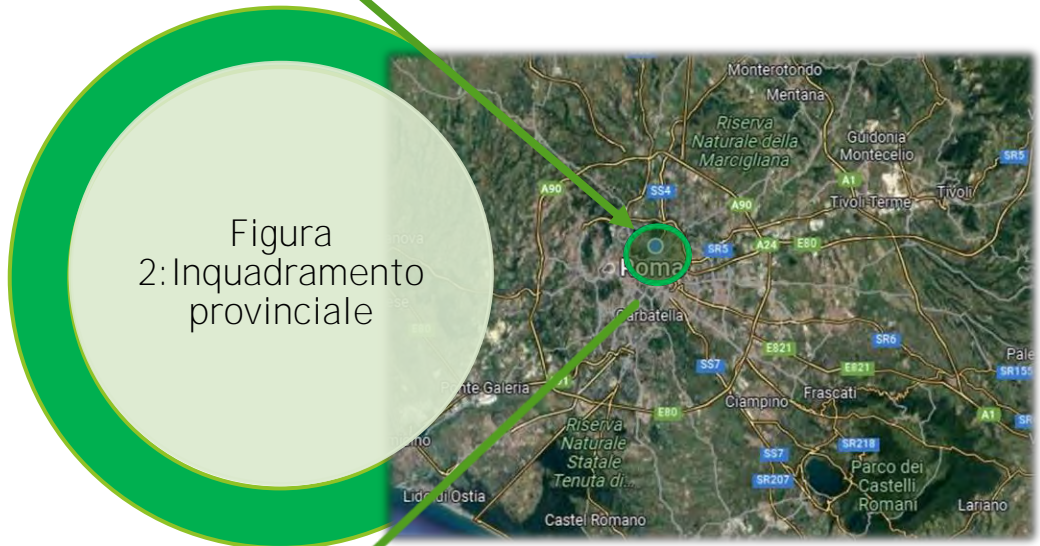 Figura
2:Inquadramento
provinciale
Monterotondo
Mentana
Riserva
Naturale della
Marcigliana
Guidonia
Montecelio
SR5
A90
SS4
A90
A1
Tivoli Terme
Tivoli
SR5
A24
E80
Roma
Garbatella
E821
SR6
SS7
E821
SR155
Ponte Galeria
Ciampino
Frascati
E80
A1
Riserva
Naturale
Statale
Tenuta di...
SR218
SS7
SR207
Parco dei
Castelli
Romani
Lido di Ostia
Castel Romano
Lariano